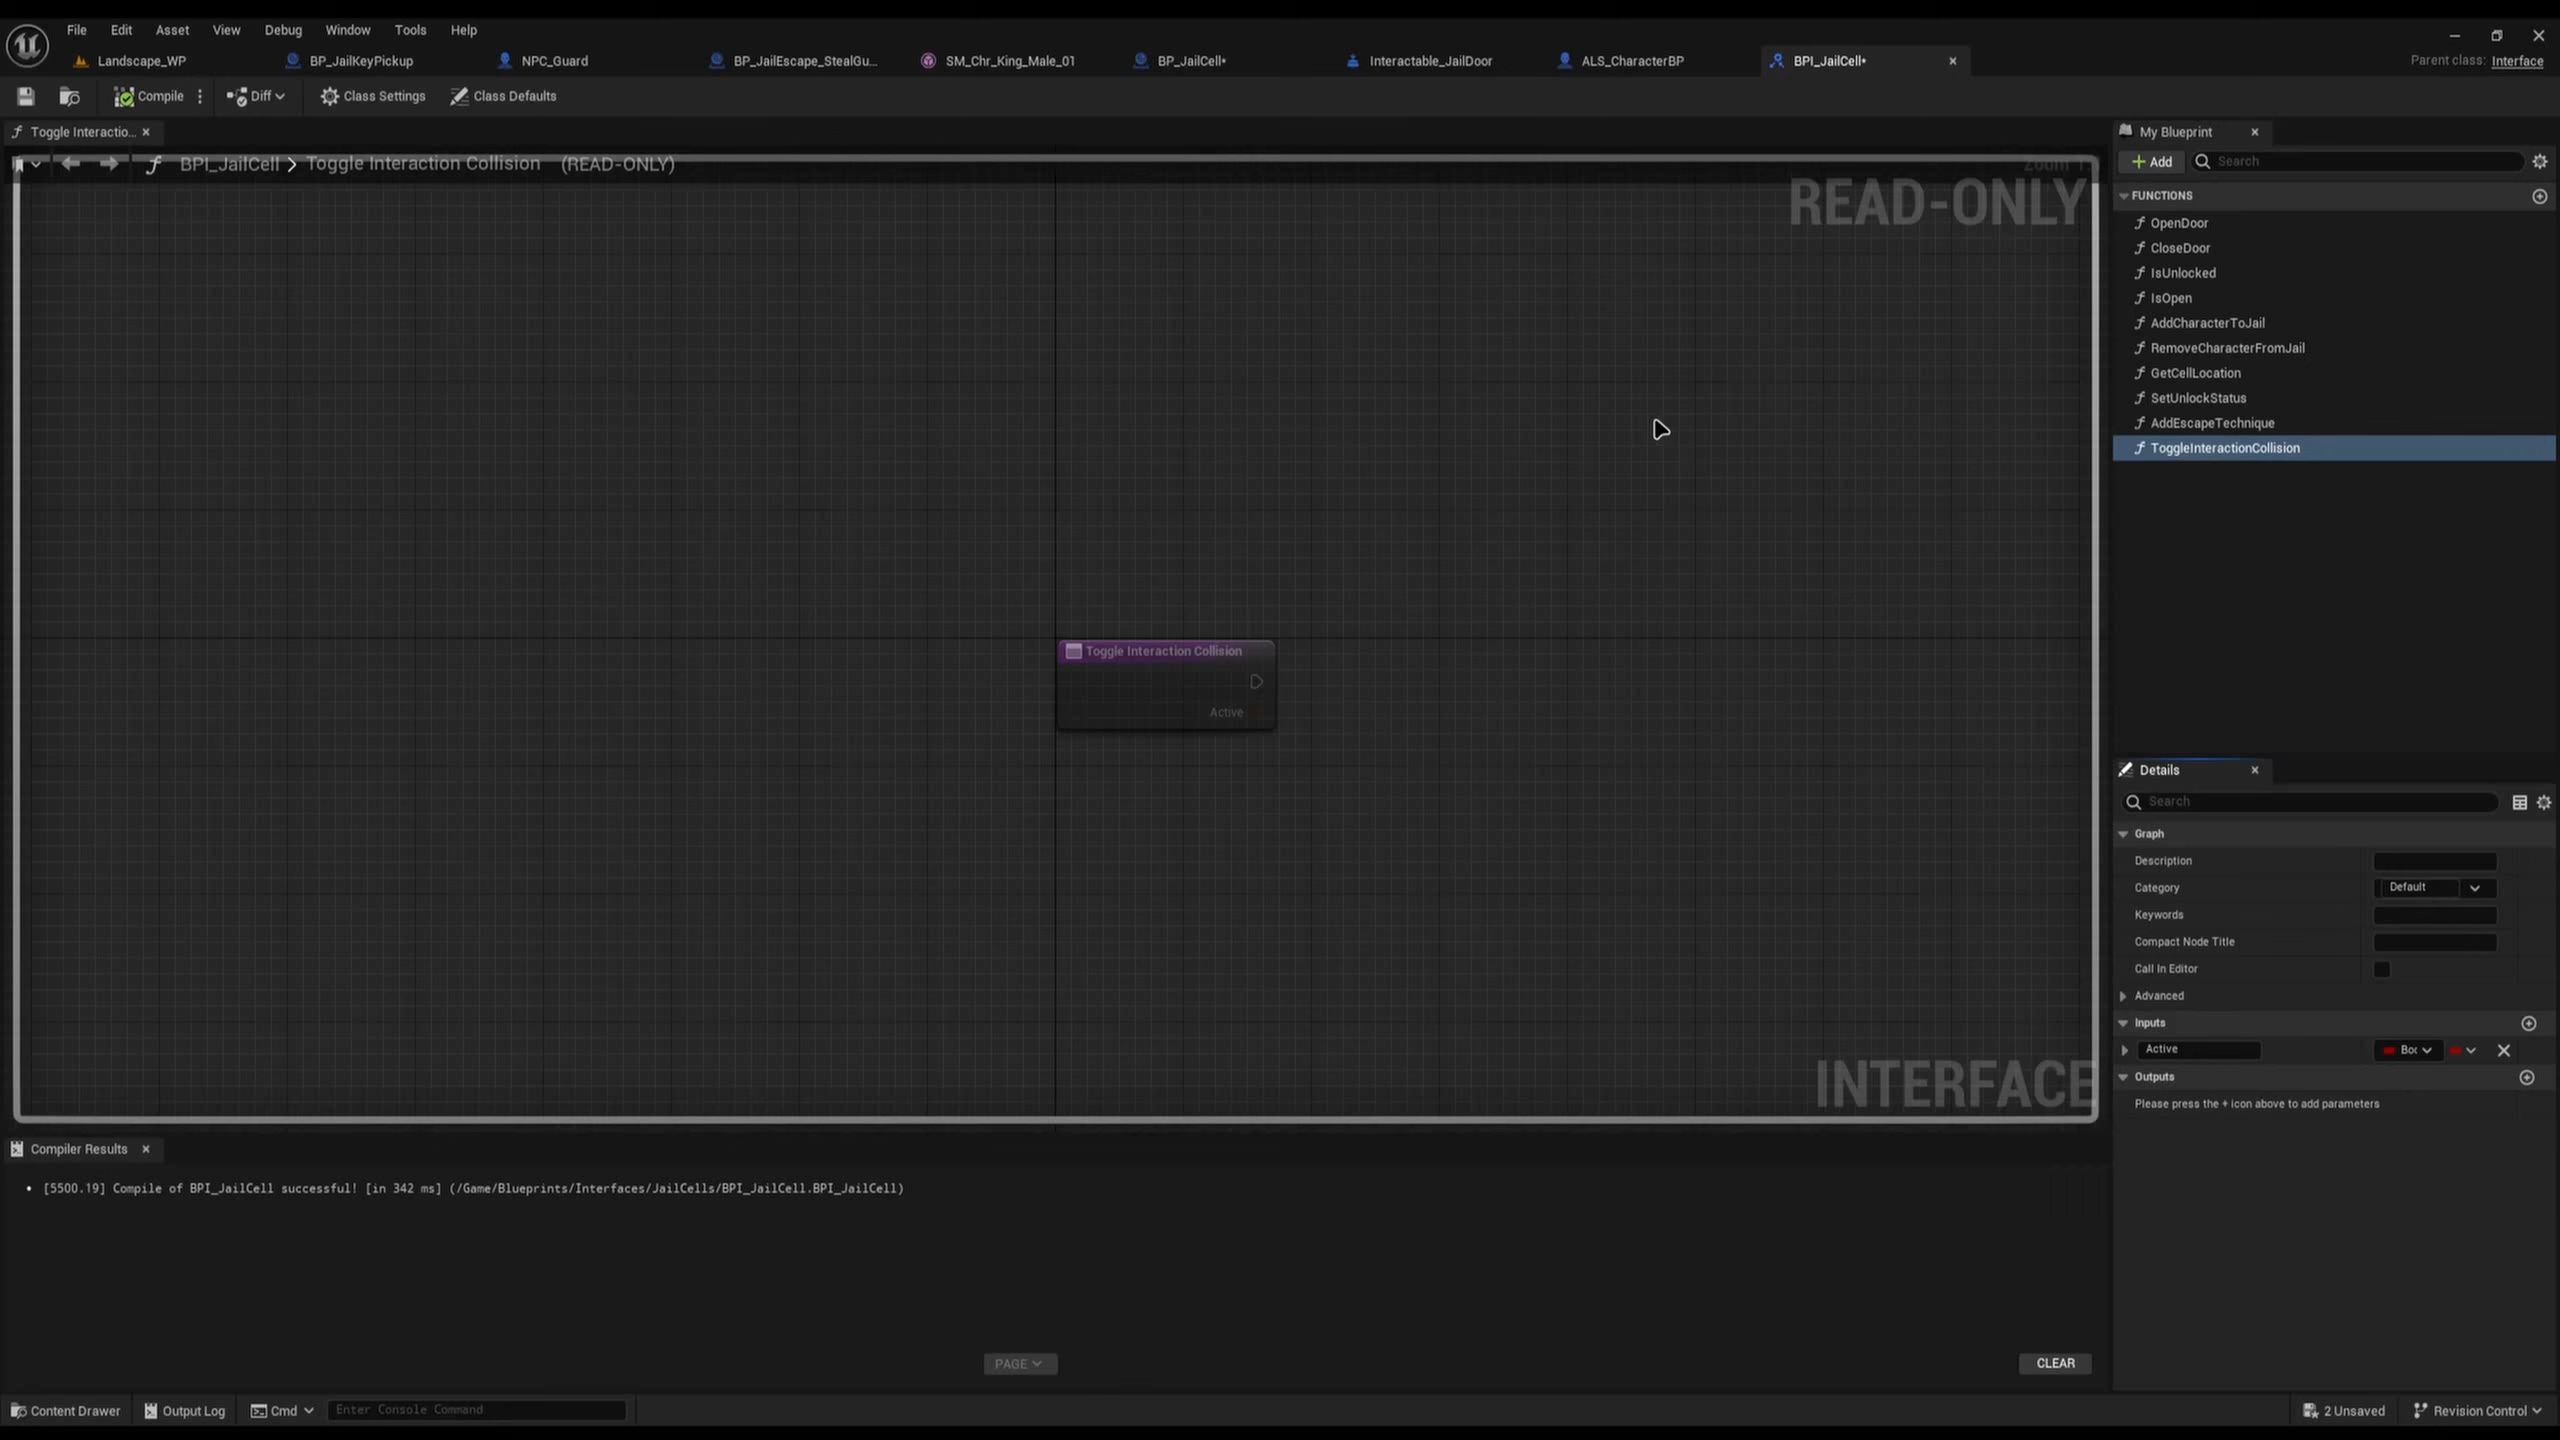 File Edit Asset View Debug Window Tools Help
Landscape_WP BP_JailKeyPickup NPC_Guard BP_JailEscape_StealGu... SM_Chr_King_Male_01 BP_JailCell* Interactable_JailDoor ALS_CharacterBP BPI_JailCell* Parent class: Interface
Compile Diff Class Settings Class Defaults
Toggle Interactio...
BPI_JailCell > Toggle Interaction Collision (READ-ONLY)
READ-ONLY
Toggle Interaction Collision
Active
INTERFACE
My Blueprint
+ Add Search
FUNCTIONS
OpenDoor
CloseDoor
IsUnlocked
IsOpen
AddCharacterToJail
RemoveCharacterFromJail
GetCellLocation
SetUnlockStatus
AddEscapeTechnique
ToggleInteractionCollision
Details
Search
Graph
Description
Category Default
Keywords
Compact Node Title
Call In Editor
Advanced
Inputs
Active Boo
Outputs
Please press the + icon above to add parameters
Compiler Results
• [5500.19] Compile of BPI_JailCell successful! [in 342 ms] (/Game/Blueprints/Interfaces/JailCells/BPI_JailCell.BPI_JailCell)
PAGE CLEAR
Content Drawer Output Log Cmd Enter Console Command 2 Unsaved Revision Control